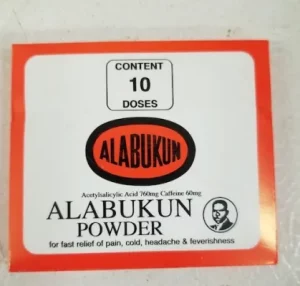 CONTENT
10
DOSES
ALABUKUN
Acetylsalicylic Acid 760mg Caffeine 60mg
ALABUKUN
POWDER
for fast relief of pain, cold, headache & feverishness